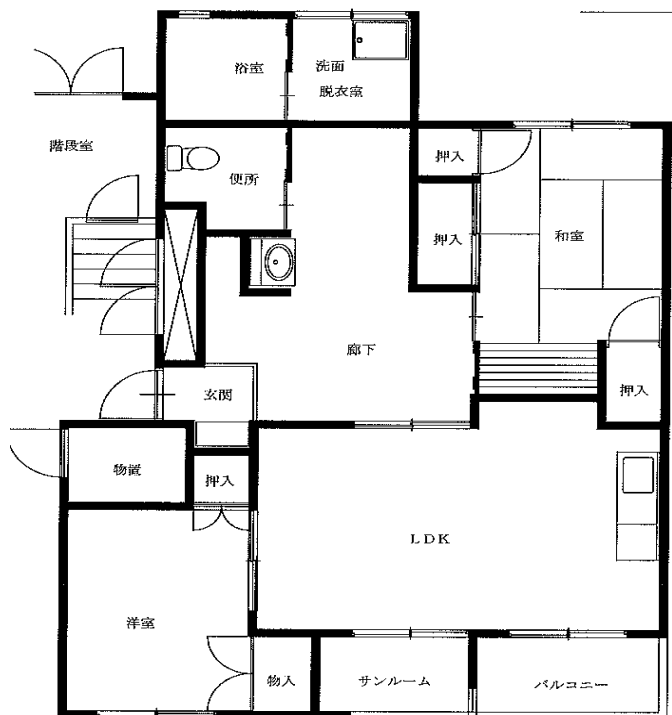 浴室
洗面
脱衣室
階段室
押入
便所
押入
和室
廊下
玄関
押入
物置
押入
LDK
洋室
物入
サンルーム
バルコニー